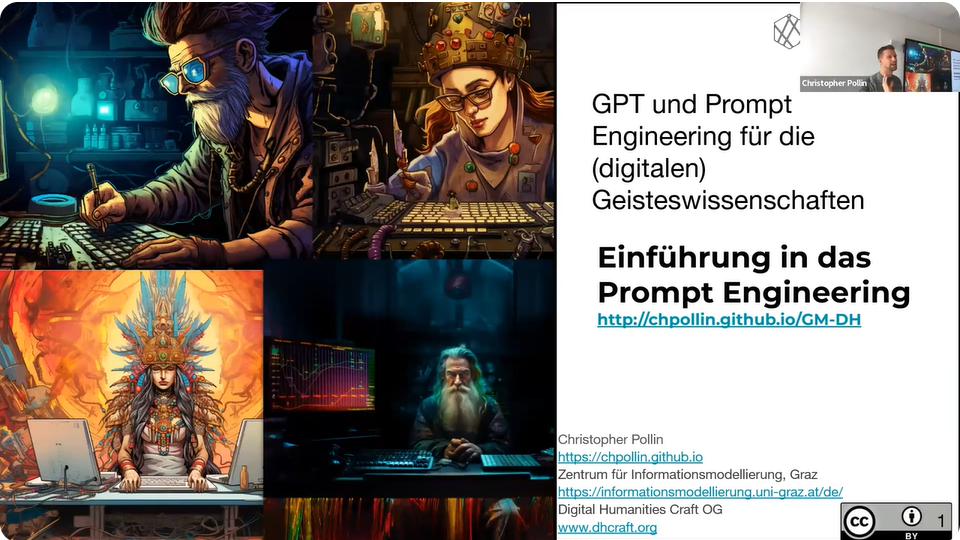 Christopher Pollin
GPT und Prompt
Engineering für die
(digitalen)
Geisteswissenschaften
Einführung in das
Prompt Engineering
http://chpollin.github.io/GM-DH
Christopher Pollin
https://chpollin.github.io
Zentrum für Informationsmodellierung, Graz
https://informationsmodellierung.uni-graz.at/de/
Digital Humanities Craft OG
www.dhcraft.org
cc
BY
1